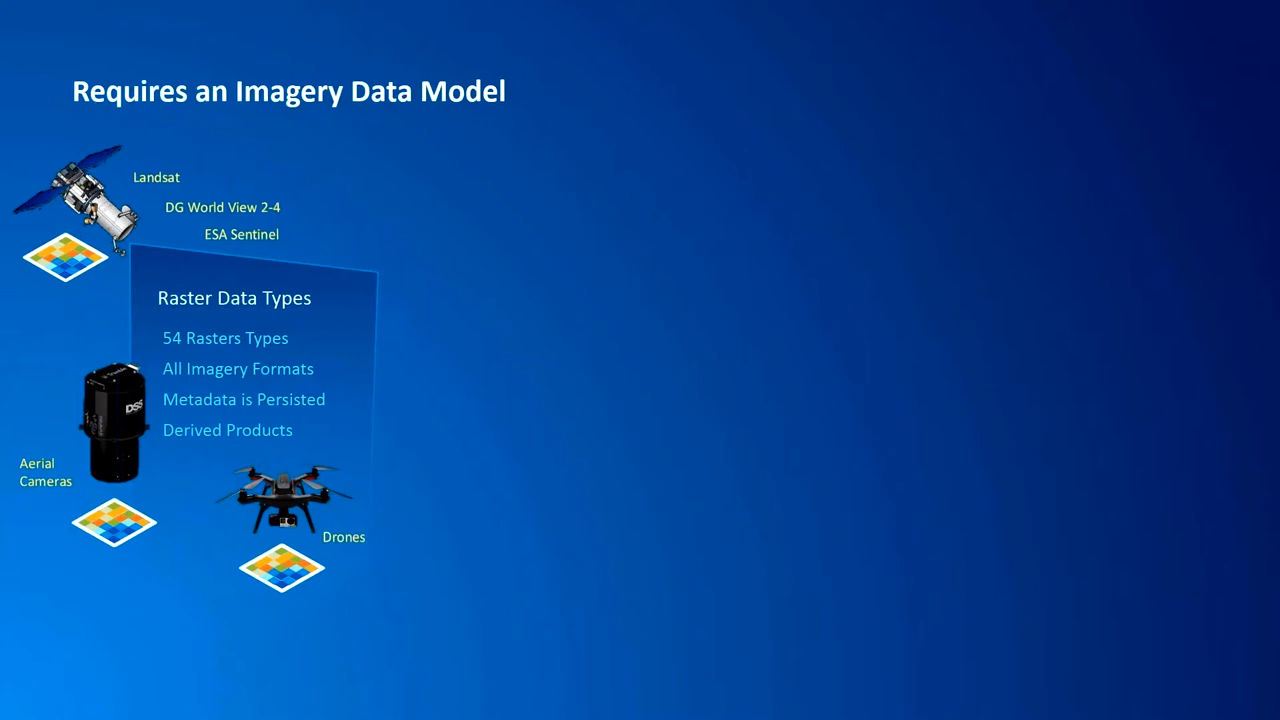 Requires an Imagery Data Model
Landsat
DG World View 2-4
ESA Sentinel
Raster Data Types
54 Rasters Types
All Imagery Formats
Metadata is Persisted
Derived Products
DSS
Aerial
Cameras
Drones